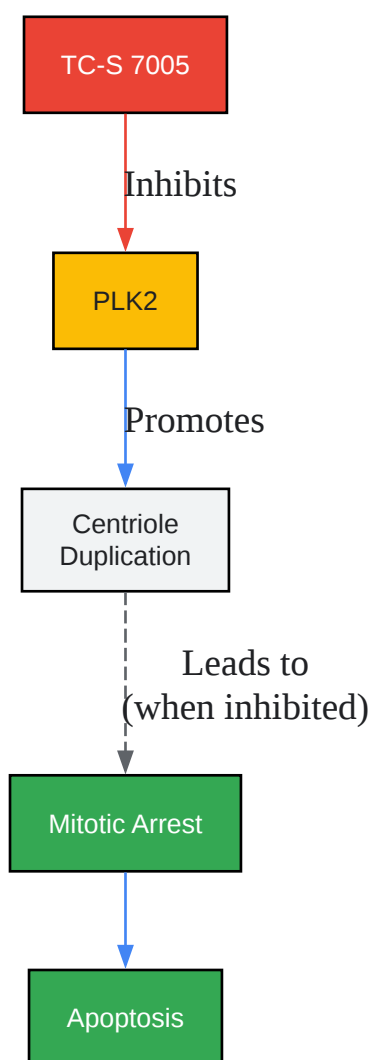 TC-S 7005
Inhibits
PLK2
Promotes
Centriole
Duplication
Leads to
(when inhibited)
Mitotic Arrest
Apoptosis